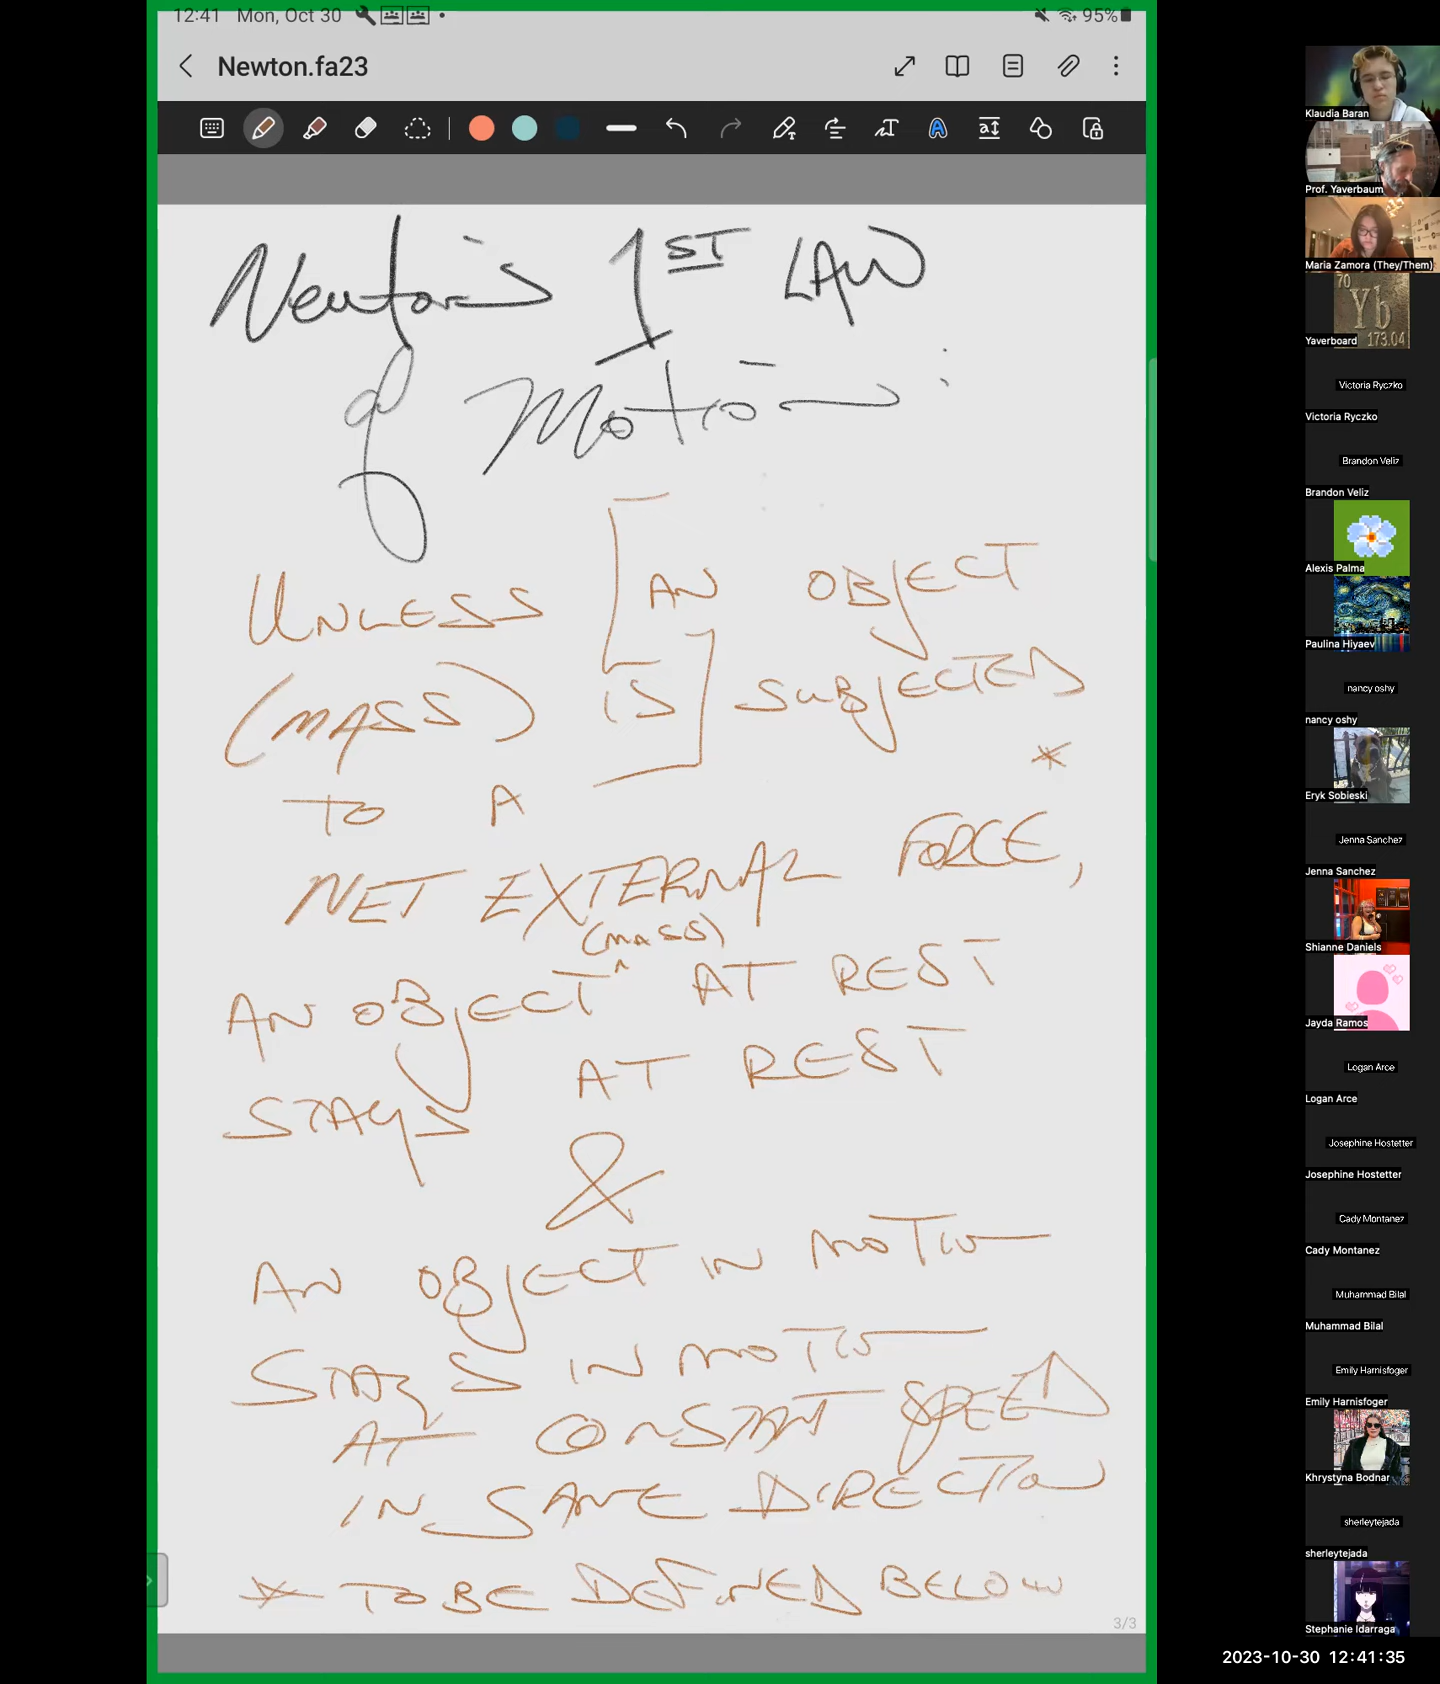 12:41 Mon, Oct 30
95%
Newton.fa23
Newton's 1ST LAW
of Motion:
UNLESS [AN OBJECT
(MASS) IS] SUBJECTED
TO A *
NET EXTERNAL FORCE,
(MASS)
AN OBJECT ^ AT REST
STAYS AT REST
&
AN OBJECT IN MOTION
STAYS IN MOTION
AT CONSTANT SPEED
IN SAME DIRECTION
* TO BE DEFINED BELOW
3/3
Klaudia Baran
Prof. Yaverbaum
Maria Zamora (They/Them)
70
Yb
173.04
Yaverboard
Victoria Ryczko
Victoria Ryczko
Brandon Veliz
Brandon Veliz
Alexis Palma
Paulina Hiyaev
nancy oshy
nancy oshy
Eryk Sobieski
Jenna Sanchez
Jenna Sanchez
Shianne Daniels
Jayda Ramos
Logan Arce
Logan Arce
Josephine Hostetter
Josephine Hostetter
Cady Montanez
Cady Montanez
Muhammad Bilal
Muhammad Bilal
Emily Harnisfoger
Emily Harnisfoger
Khrystyna Bodnar
sherleytejada
sherleytejada
Stephanie Idarraga
2023-10-30 12:41:35